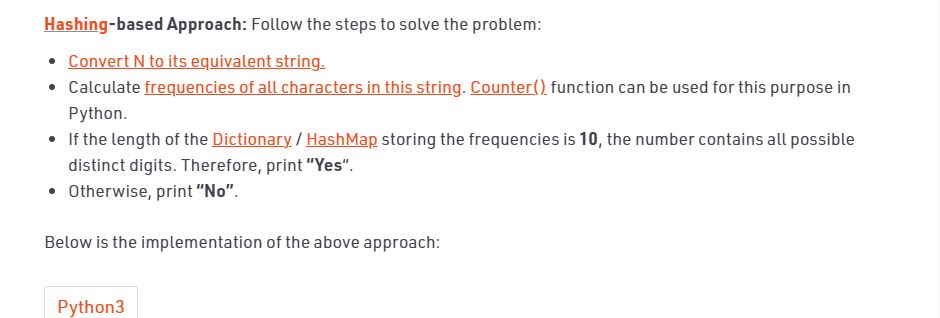 Hashing-based Approach: Follow the steps to solve the problem:
• Convert N to its equivalent string.
• Calculate frequencies of all characters in this string. Counter() function can be used for this purpose in
Python.
• If the length of the Dictionary / HashMap storing the frequencies is 10, the number contains all possible
distinct digits. Therefore, print “Yes“.
• Otherwise, print “No”.
Below is the implementation of the above approach:
Python3